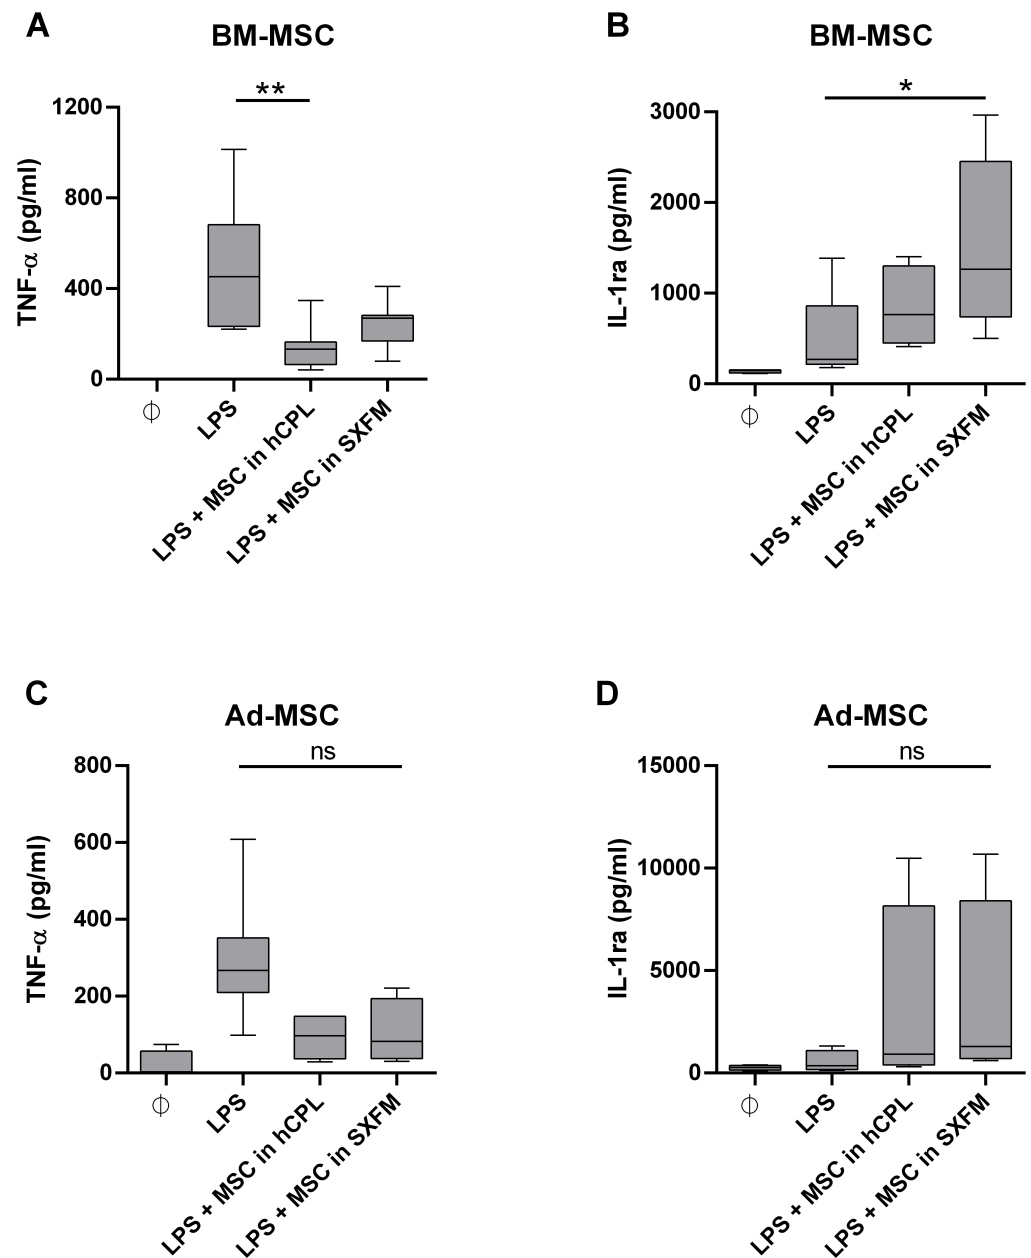 A
BM-MSC
**
TNF-α (pg/ml)
1200
800
400
0
ϕ
LPS
LPS + MSC in hCPL
LPS + MSC in SXFM
B
BM-MSC
*
IL-1ra (pg/ml)
3000
2000
1000
0
ϕ
LPS
LPS + MSC in hCPL
LPS + MSC in SXFM
C
Ad-MSC
ns
TNF-α (pg/ml)
800
600
400
200
0
ϕ
LPS
LPS + MSC in hCPL
LPS + MSC in SXFM
D
Ad-MSC
ns
IL-1ra (pg/ml)
15000
10000
5000
0
ϕ
LPS
LPS + MSC in hCPL
LPS + MSC in SXFM